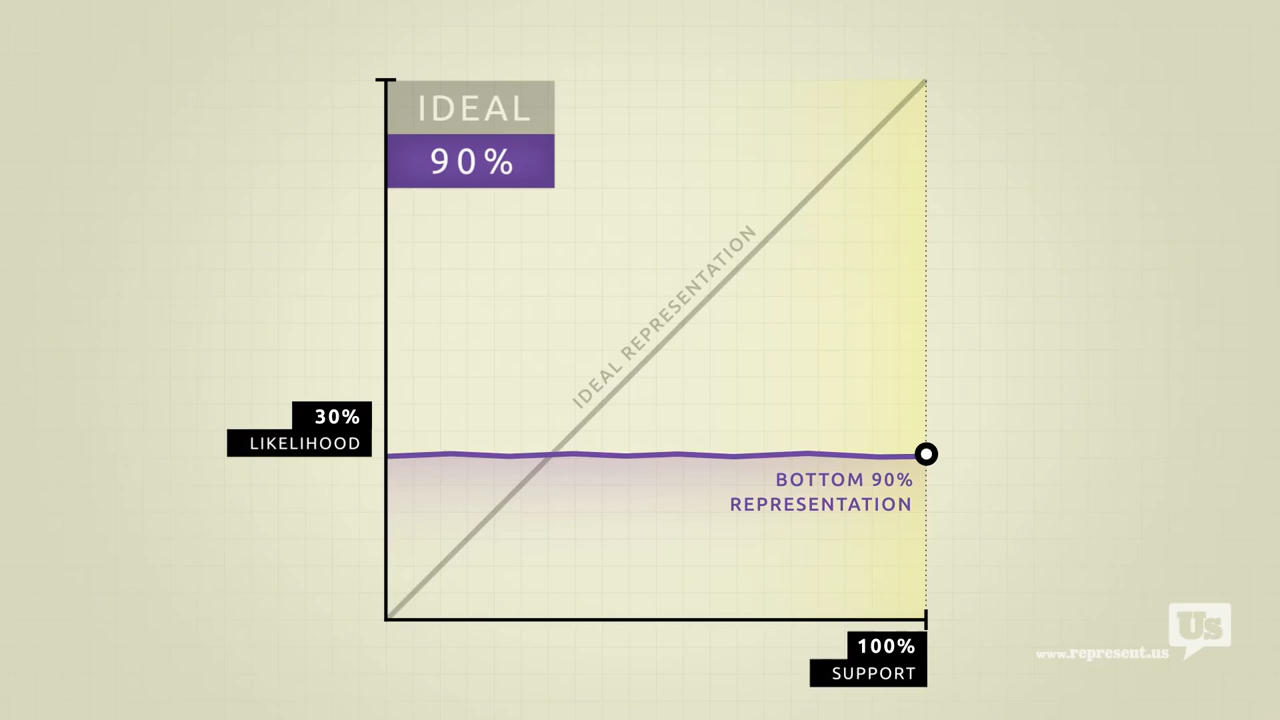 IDEAL
90%
IDEAL REPRESENTATION
30%
LIKELIHOOD
BOTTOM 90%
REPRESENTATION
100%
SUPPORT
Us
www.represent.us